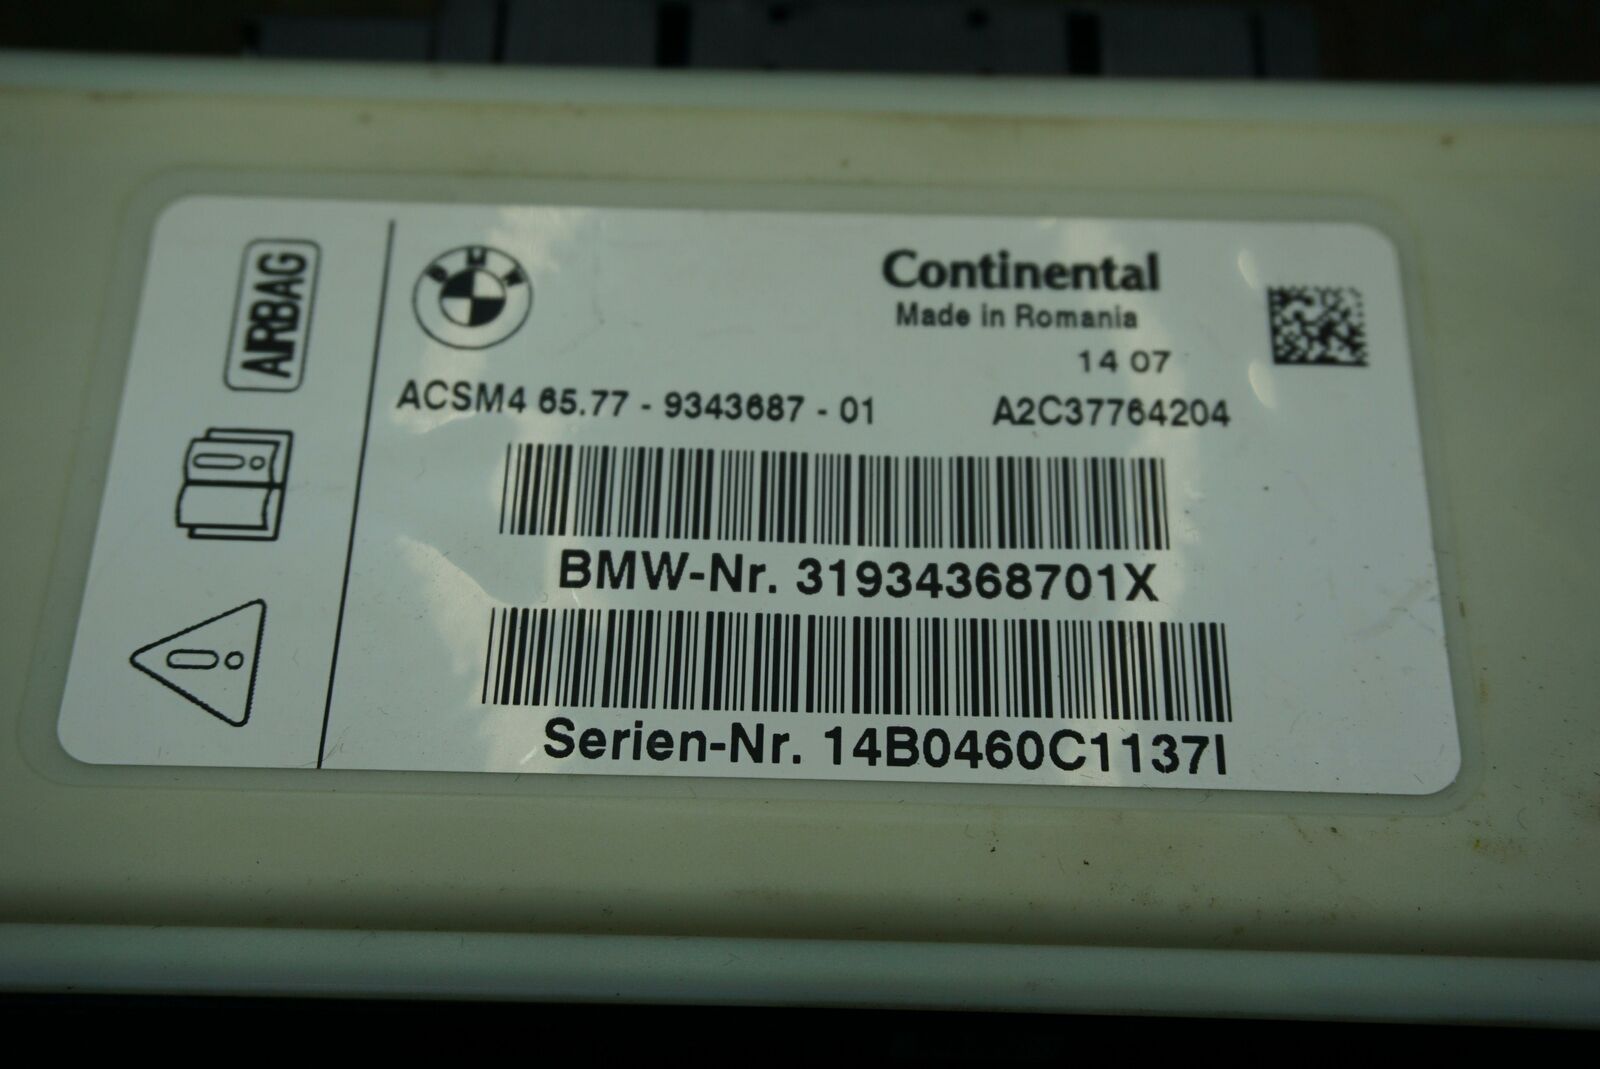 AIRBAG
BMW
Continental
Made in Romania
14 07
ACSM4 65.77 - 9343687 - 01 A2C37764204
BMW-Nr. 31934368701X
Serien-Nr. 14B0460C1137I